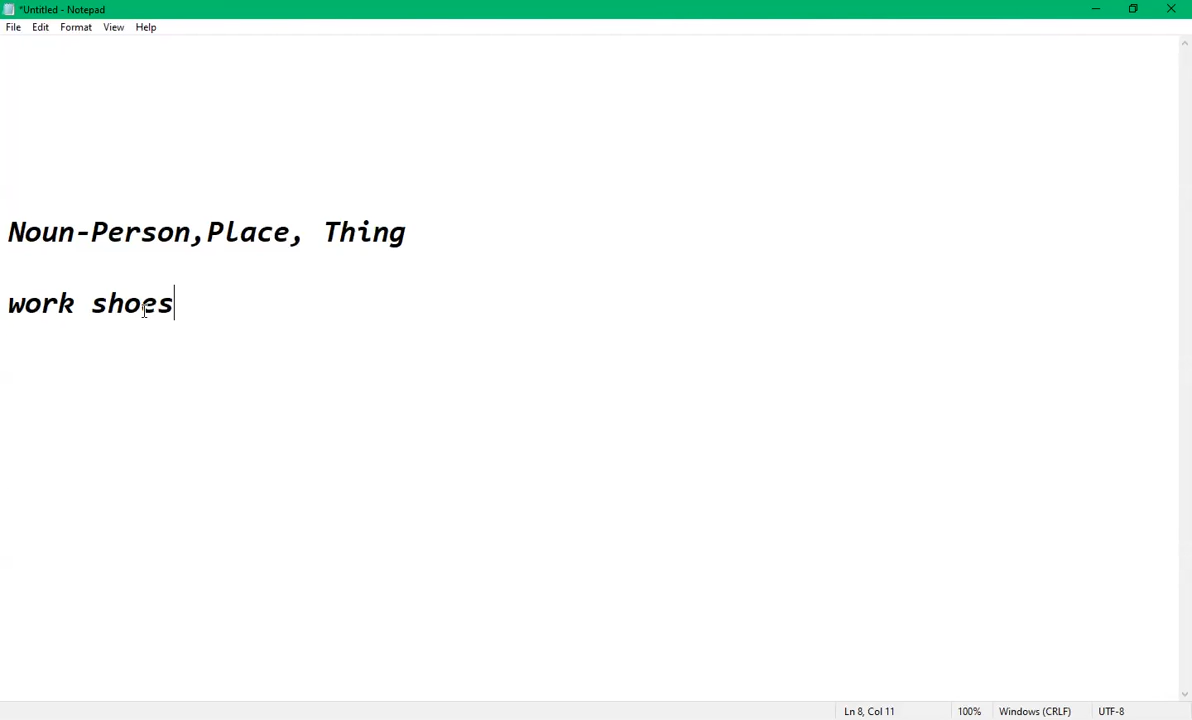 *Untitled - Notepad
File Edit Format View Help
Noun-Person,Place, Thing
work shoes
Ln 8, Col 11 100% Windows (CRLF) UTF-8